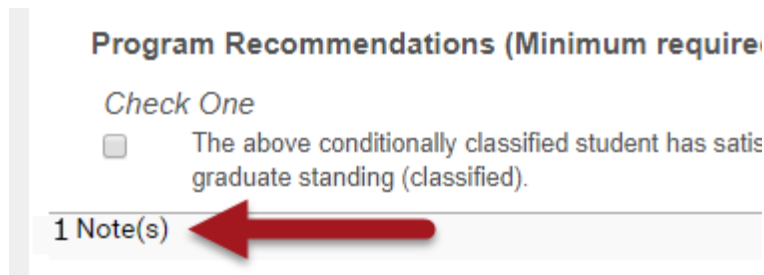 Program Recommendations (Minimum require
Check One
The above conditionally classified student has satis
graduate standing (classified).
1 Note(s)